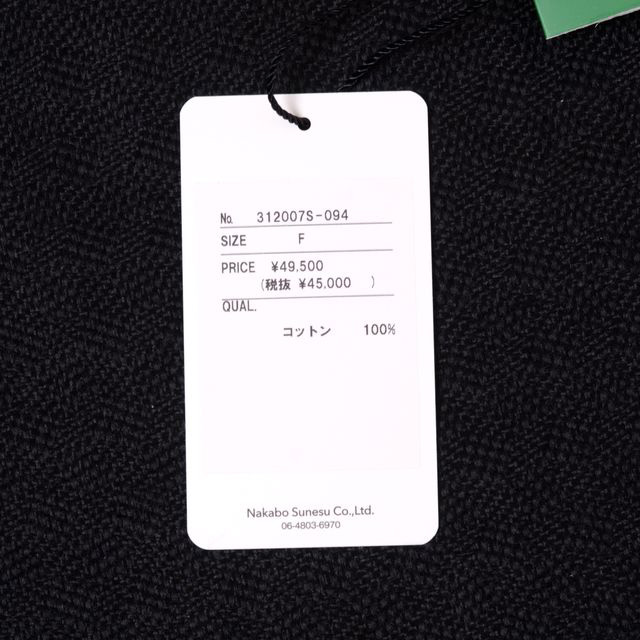 No. 312007S-094
SIZE F
PRICE ¥49,500
(税抜 ¥45,000 )
QUAL.
コットン 100%
Nakabo Sunesu Co.,Ltd.
06-4803-6970